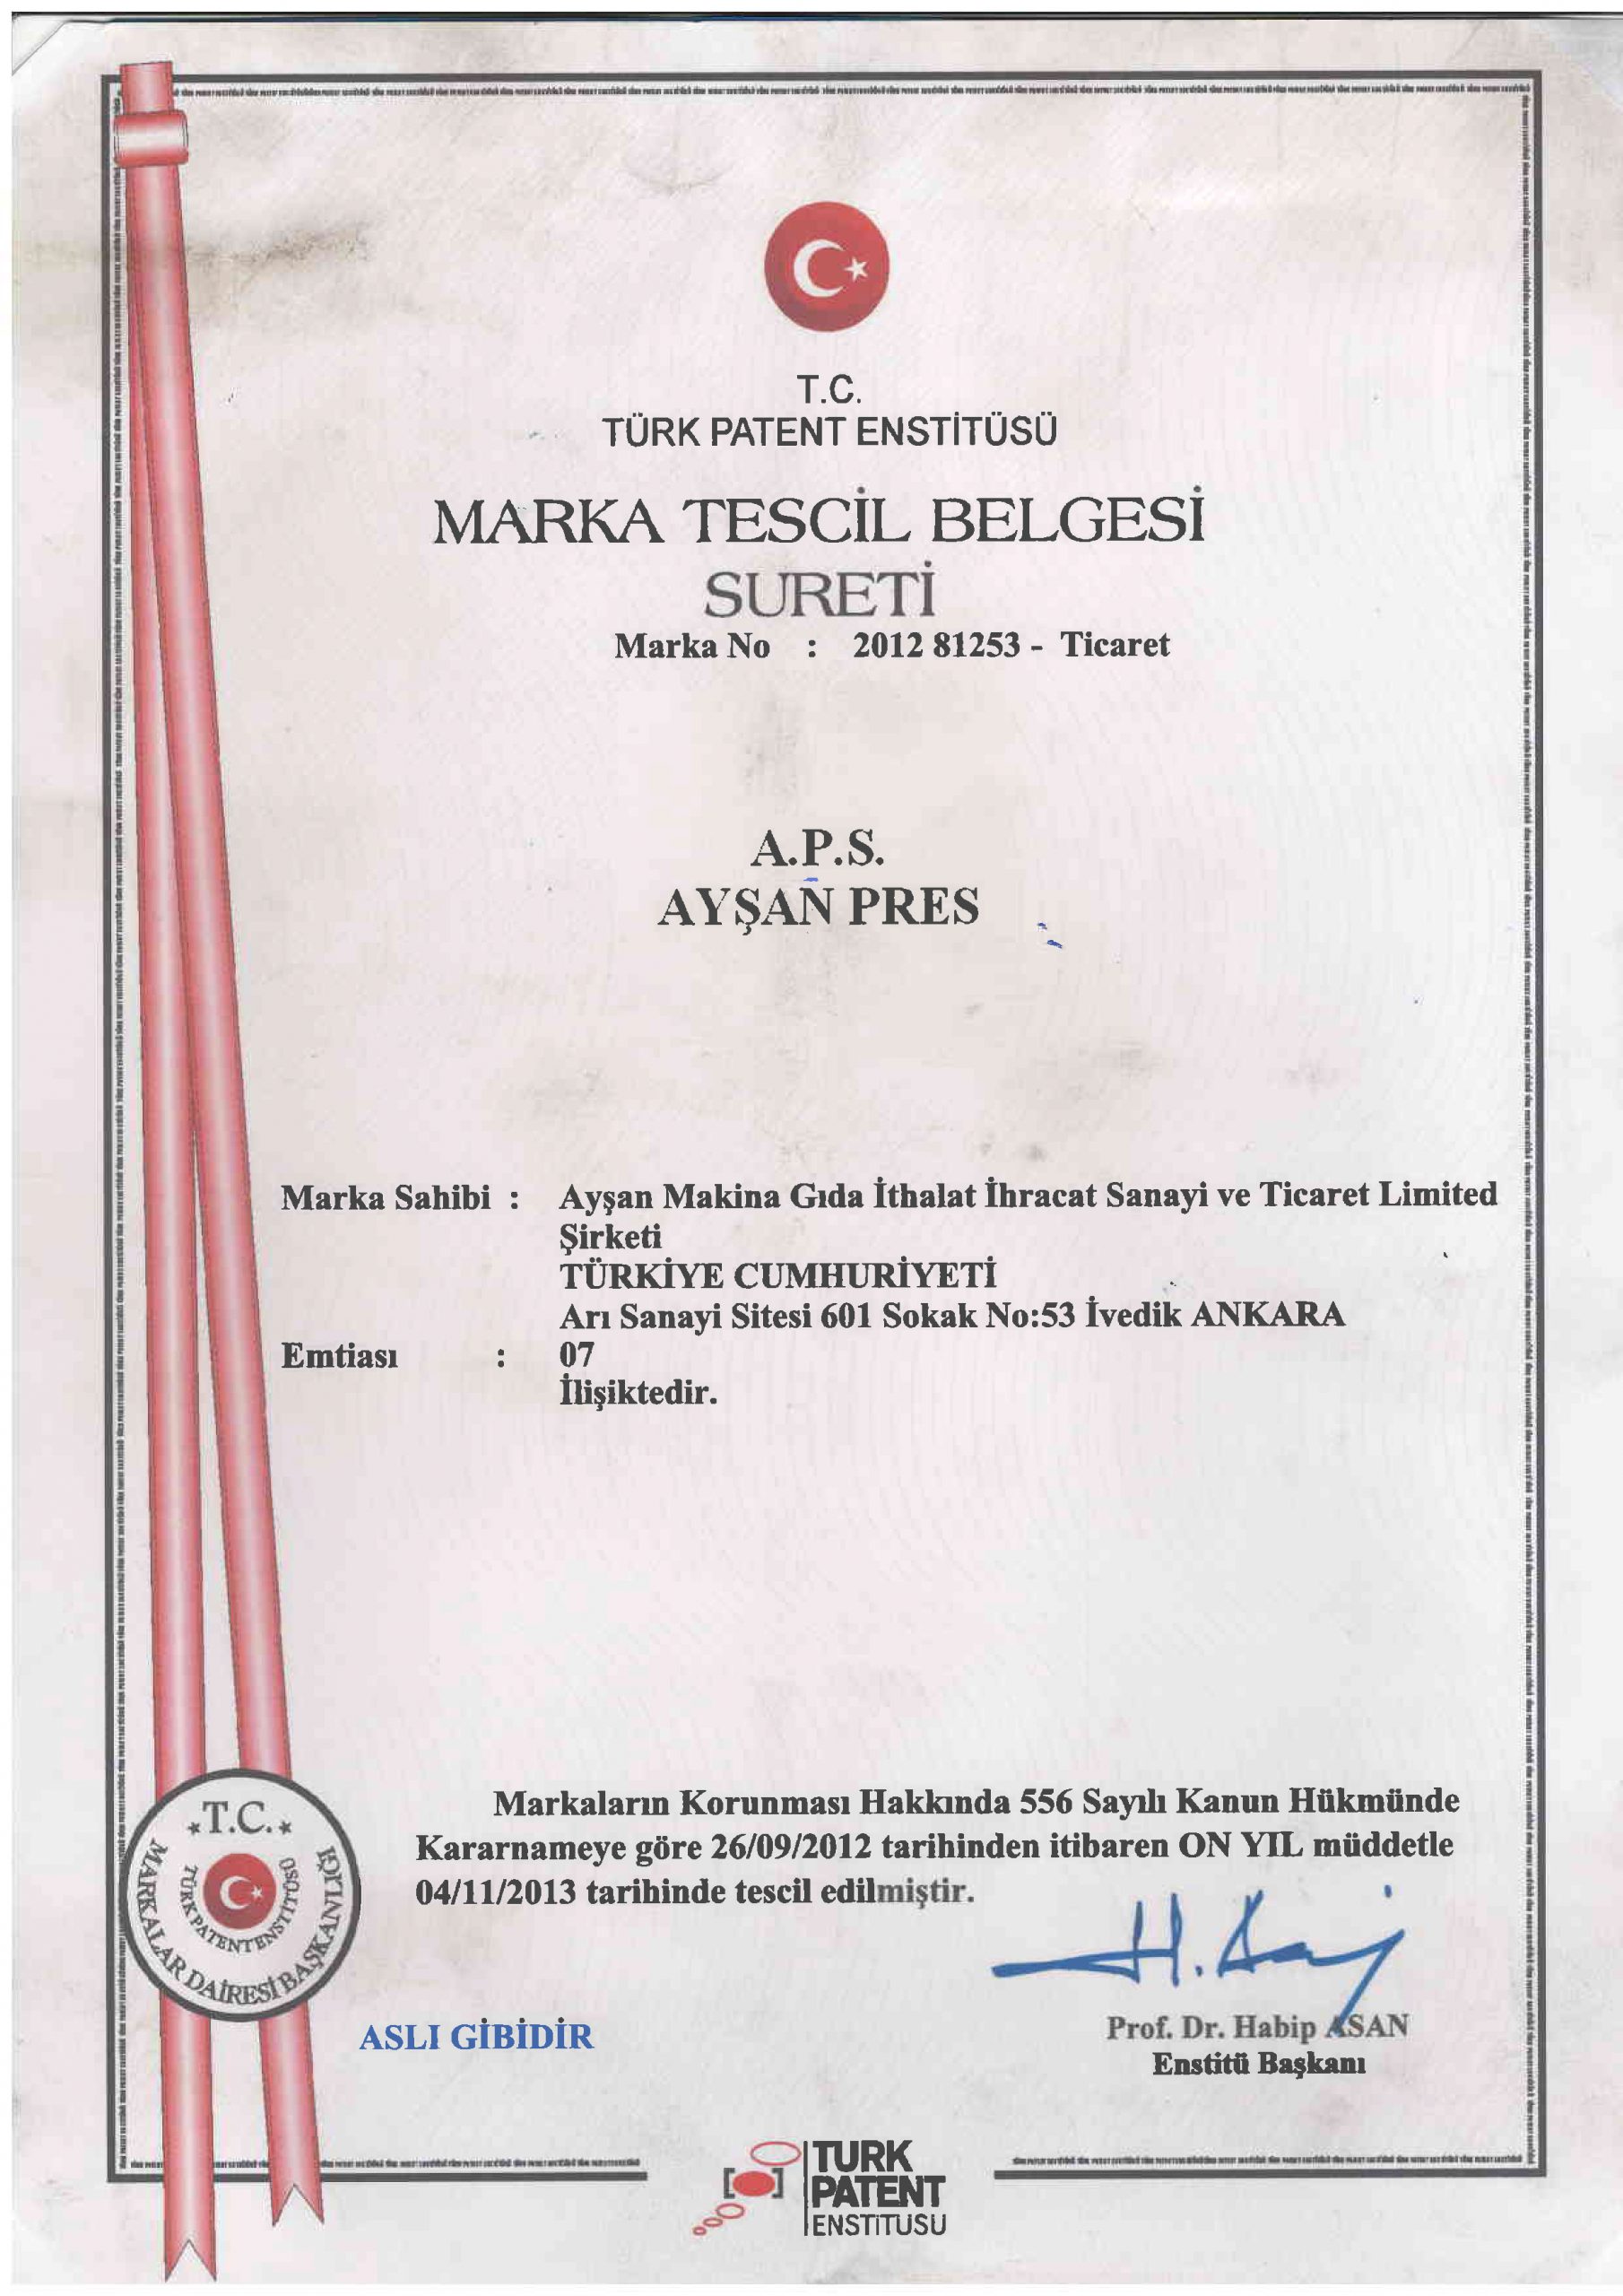 T.C.
TÜRK PATENT ENSTİTÜSÜ
MARKA TESCİL BELGESİ
SURETİ
Marka No : 2012 81253 - Ticaret
A.P.S.
AYŞAN PRES
Marka Sahibi : Ayşan Makina Gıda İthalat İhracat Sanayi ve Ticaret Limited
Şirketi
TÜRKİYE CUMHURİYETİ
Arı Sanayi Sitesi 601 Sokak No:53 İvedik ANKARA
Emtiası : 07
İlişiktedir.
Markaların Korunması Hakkında 556 Sayılı Kanun Hükmünde
Kararnameye göre 26/09/2012 tarihinden itibaren ON YIL müddetle
04/11/2013 tarihinde tescil edilmiştir.
T.C.
TÜRK PATENT ENSTİTÜSÜ
MARKALAR DAİRESİ BAŞKANLIĞI
ASLI GİBİDİR
Prof. Dr. Habip ASAN
Enstitü Başkanı
TURK
PATENT
ENSTİTUSU